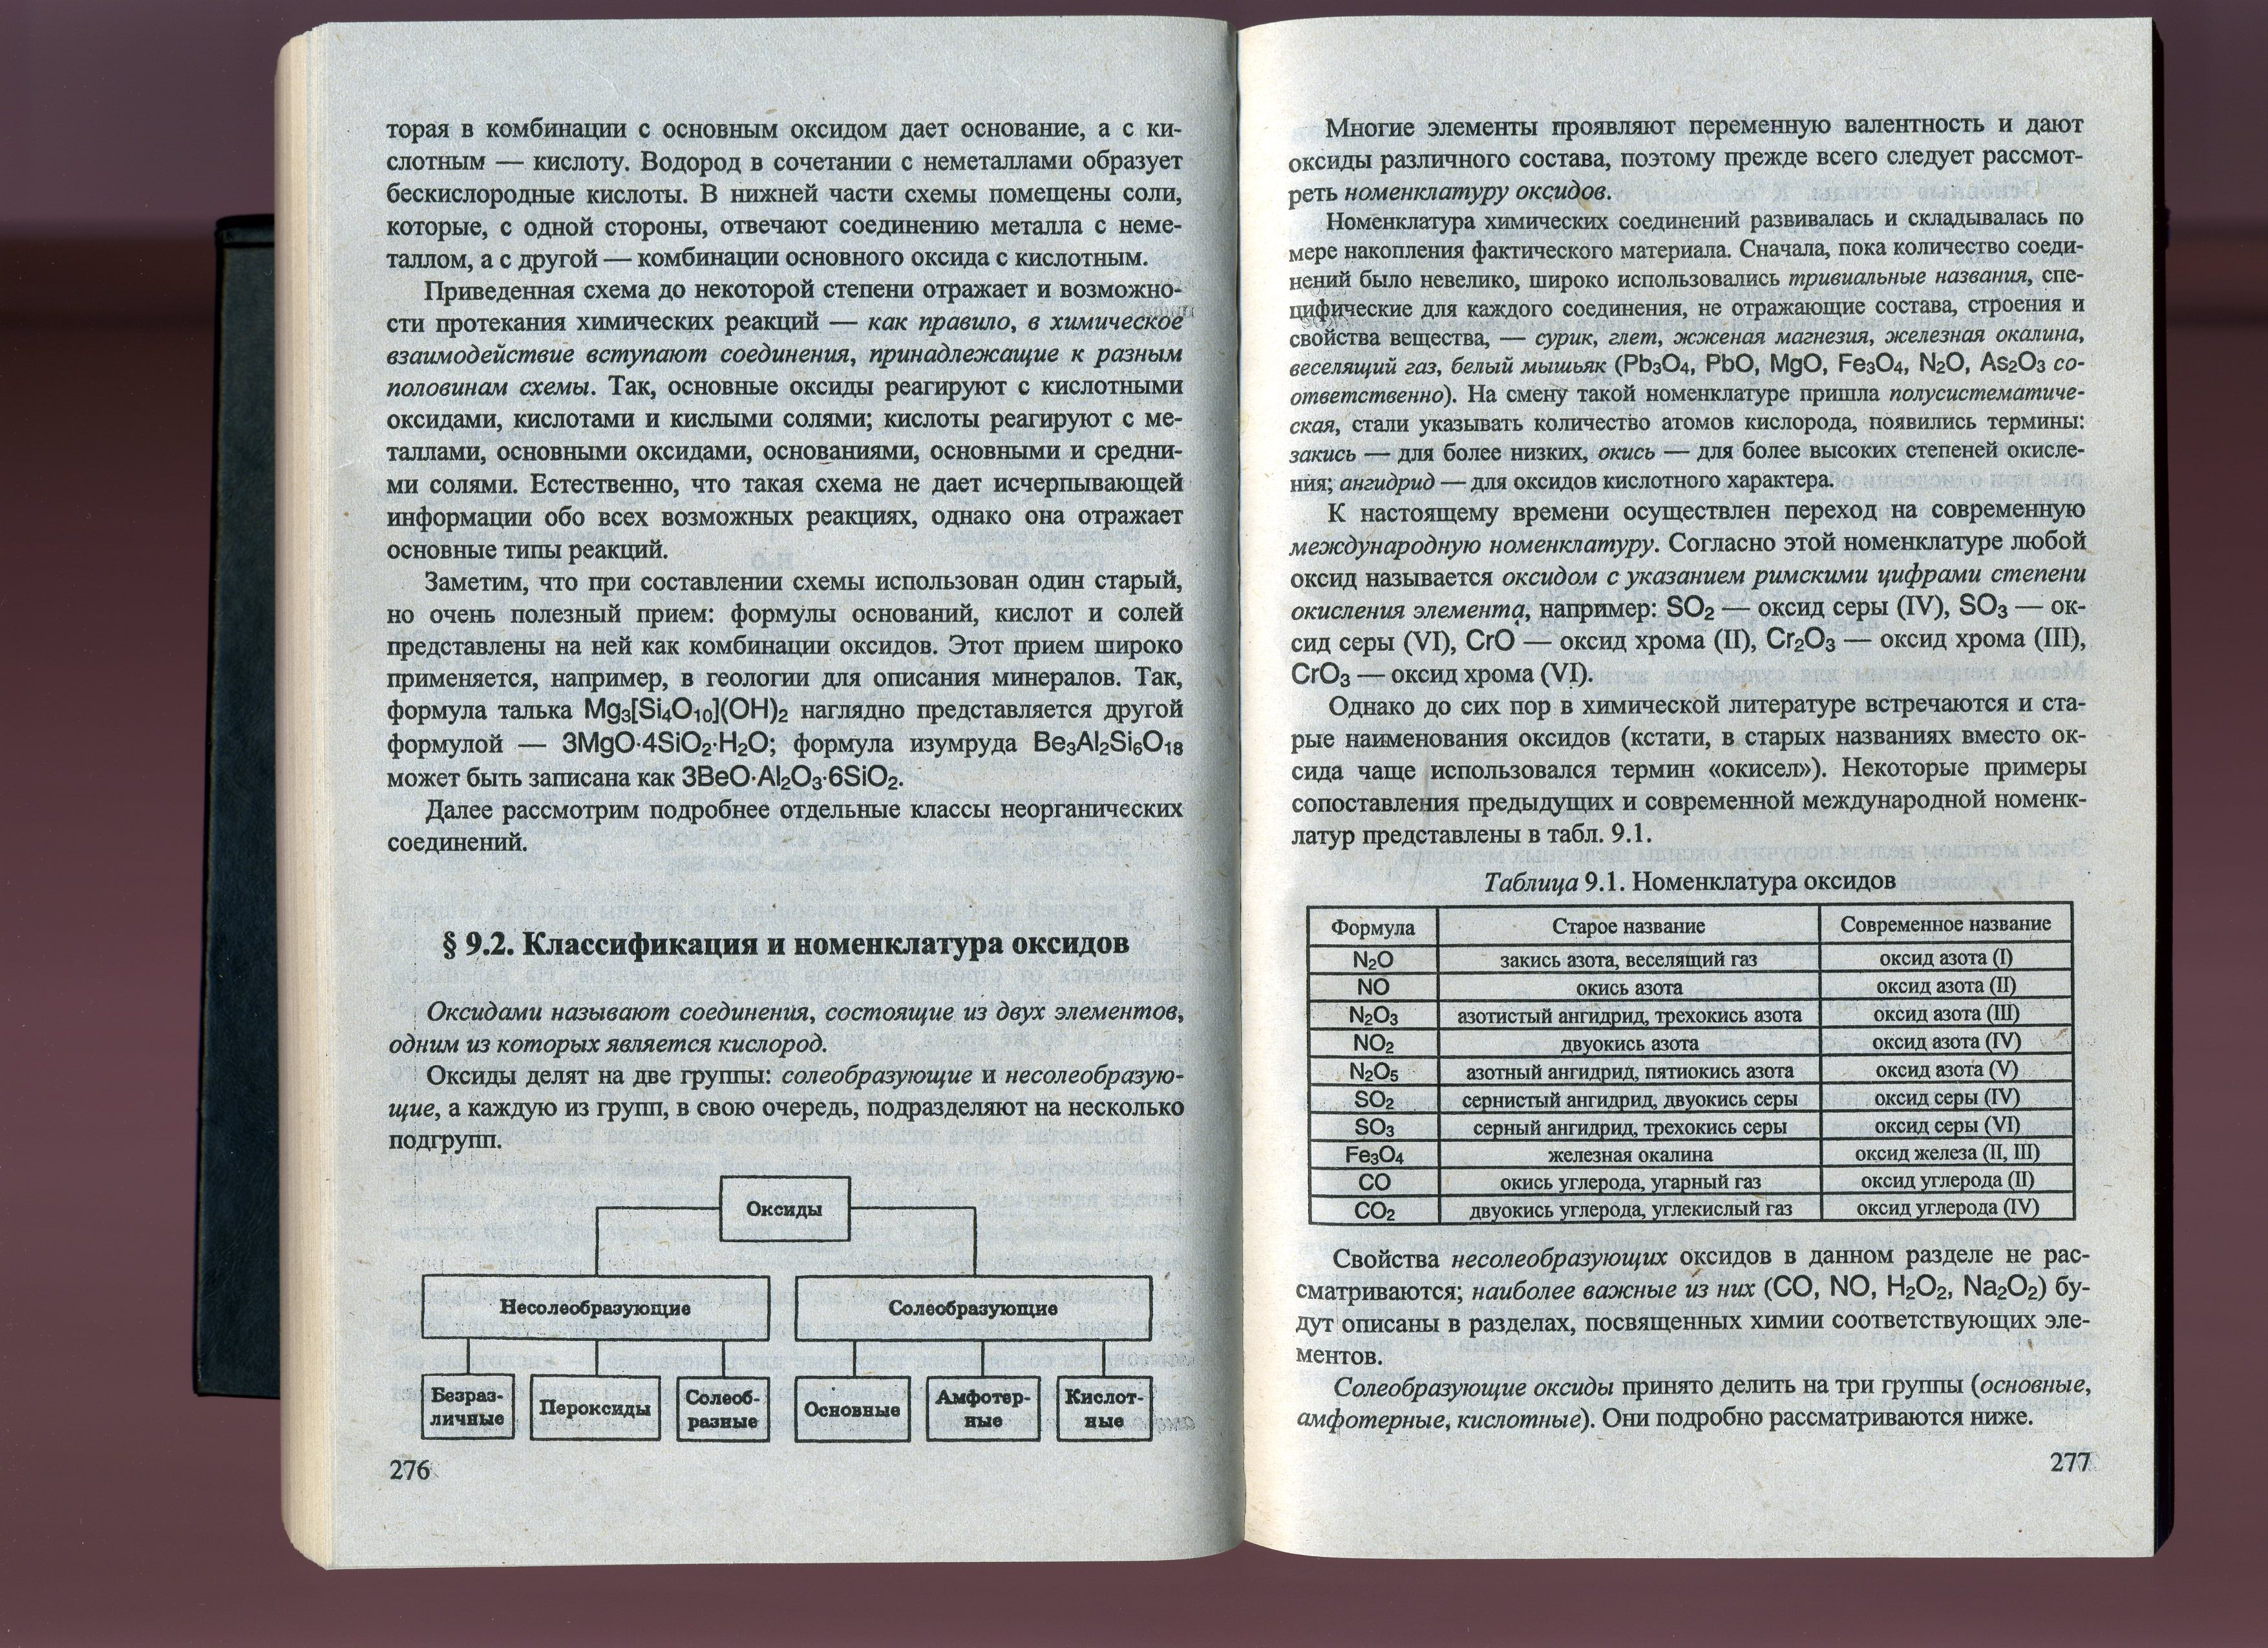 торая в комбинации с основным оксидом дает основание, а с ки-
слотным — кислоту. Водород в сочетании с неметаллами образует
бескислородные кислоты. В нижней части схемы помещены соли,
которые, с одной стороны, отвечают соединению металла с неме-
таллом, а с другой — комбинации основного оксида с кислотным.
Приведенная схема до некоторой степени отражает и возможно-
сти протекания химических реакций — как правило, в химическое
взаимодействие вступают соединения, принадлежащие к разным
половинам схемы. Так, основные оксиды реагируют с кислотными
оксидами, кислотами и кислыми солями; кислоты реагируют с ме-
таллами, основными оксидами, основаниями, основными и средни-
ми солями. Естественно, что такая схема не дает исчерпывающей
информации обо всех возможных реакциях, однако она отражает
основные типы реакций.
Заметим, что при составлении схемы использован один старый,
но очень полезный прием: формулы оснований, кислот и солей
представлены на ней как комбинации оксидов. Этот прием широко
применяется, например, в геологии для описания минералов. Так,
формула талька Mg₃[Si₄O₁₀](OH)₂ наглядно представляется другой
формулой — 3MgO·4SiO₂·H₂O; формула изумруда Be₃Al₂Si₆O₁₈
может быть записана как 3BeO·Al₂O₃·6SiO₂.
Далее рассмотрим подробнее отдельные классы неорганических
соединений.
§ 9.2. Классификация и номенклатура оксидов
Оксидами называют соединения, состоящие из двух элементов,
одним из которых является кислород.
Оксиды делят на две группы: солеобразующие и несолеобразую-
щие, а каждую из групп, в свою очередь, подразделяют на несколько
подгрупп.
Оксиды
Несолеобразующие Солеобразующие
Безраз-
личные
Пероксиды
Солеоб-
разные
Основные
Амфотер-
ные
Кислот-
ные
276
Многие элементы проявляют переменную валентность и дают
оксиды различного состава, поэтому прежде всего следует рассмот-
реть номенклатуру оксидов.
Номенклатура химических соединений развивалась и складывалась по
мере накопления фактического материала. Сначала, пока количество соеди-
нений было невелико, широко использовались тривиальные названия, спе-
цифические для каждого соединения, не отражающие состава, строения и
свойства вещества, — сурик, глет, жженая магнезия, железная окалина,
веселящий газ, белый мышьяк (Pb₃O₄, PbO, MgO, Fe₃O₄, N₂O, As₂O₃ со-
ответственно). На смену такой номенклатуре пришла полусистематиче-
ская, стали указывать количество атомов кислорода, появились термины:
закись — для более низких, окись — для более высоких степеней окисле-
ния; ангидрид — для оксидов кислотного характера.
К настоящему времени осуществлен переход на современную
международную номенклатуру. Согласно этой номенклатуре любой
оксид называется оксидом с указанием римскими цифрами степени
окисления элемента, например: SO₂ — оксид серы (IV), SO₃ — ок-
сид серы (VI), CrO — оксид хрома (II), Cr₂O₃ — оксид хрома (III),
CrO₃ — оксид хрома (VI).
Однако до сих пор в химической литературе встречаются и ста-
рые наименования оксидов (кстати, в старых названиях вместо ок-
сида чаще использовался термин «окисел»). Некоторые примеры
сопоставления предыдущих и современной международной номенк-
латур представлены в табл. 9.1.
Таблица 9.1. Номенклатура оксидов
Формула Старое название Современное название
N₂O закись азота, веселящий газ оксид азота (I)
NO окись азота оксид азота (II)
N₂O₃ азотистый ангидрид, трехокись азота оксид азота (III)
NO₂ двуокись азота оксид азота (IV)
N₂O₅ азотный ангидрид, пятиокись азота оксид азота (V)
SO₂ сернистый ангидрид, двуокись серы оксид серы (IV)
SO₃ серный ангидрид, трехокись серы оксид серы (VI)
Fe₃O₄ железная окалина оксид железа (II, III)
CO окись углерода, угарный газ оксид углерода (II)
CO₂ двуокись углерода, углекислый газ оксид углерода (IV)
Свойства несолеобразующих оксидов в данном разделе не рас-
сматриваются; наиболее важные из них (CO, NO, H₂O₂, Na₂O₂) бу-
дут описаны в разделах, посвященных химии соответствующих эле-
ментов.
Солеобразующие оксиды принято делить на три группы (основные,
амфотерные, кислотные). Они подробно рассматриваются ниже.
277